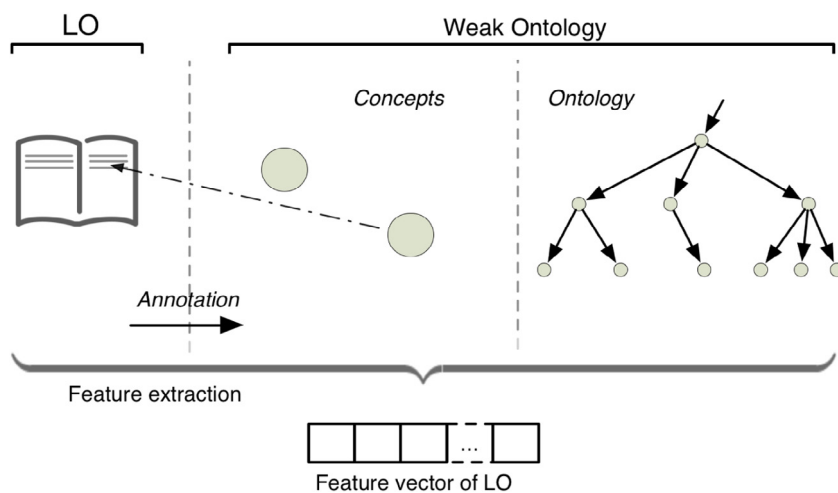 LO
Weak Ontology
Concepts
Ontology
Annotation
Feature extraction
...
Feature vector of LO